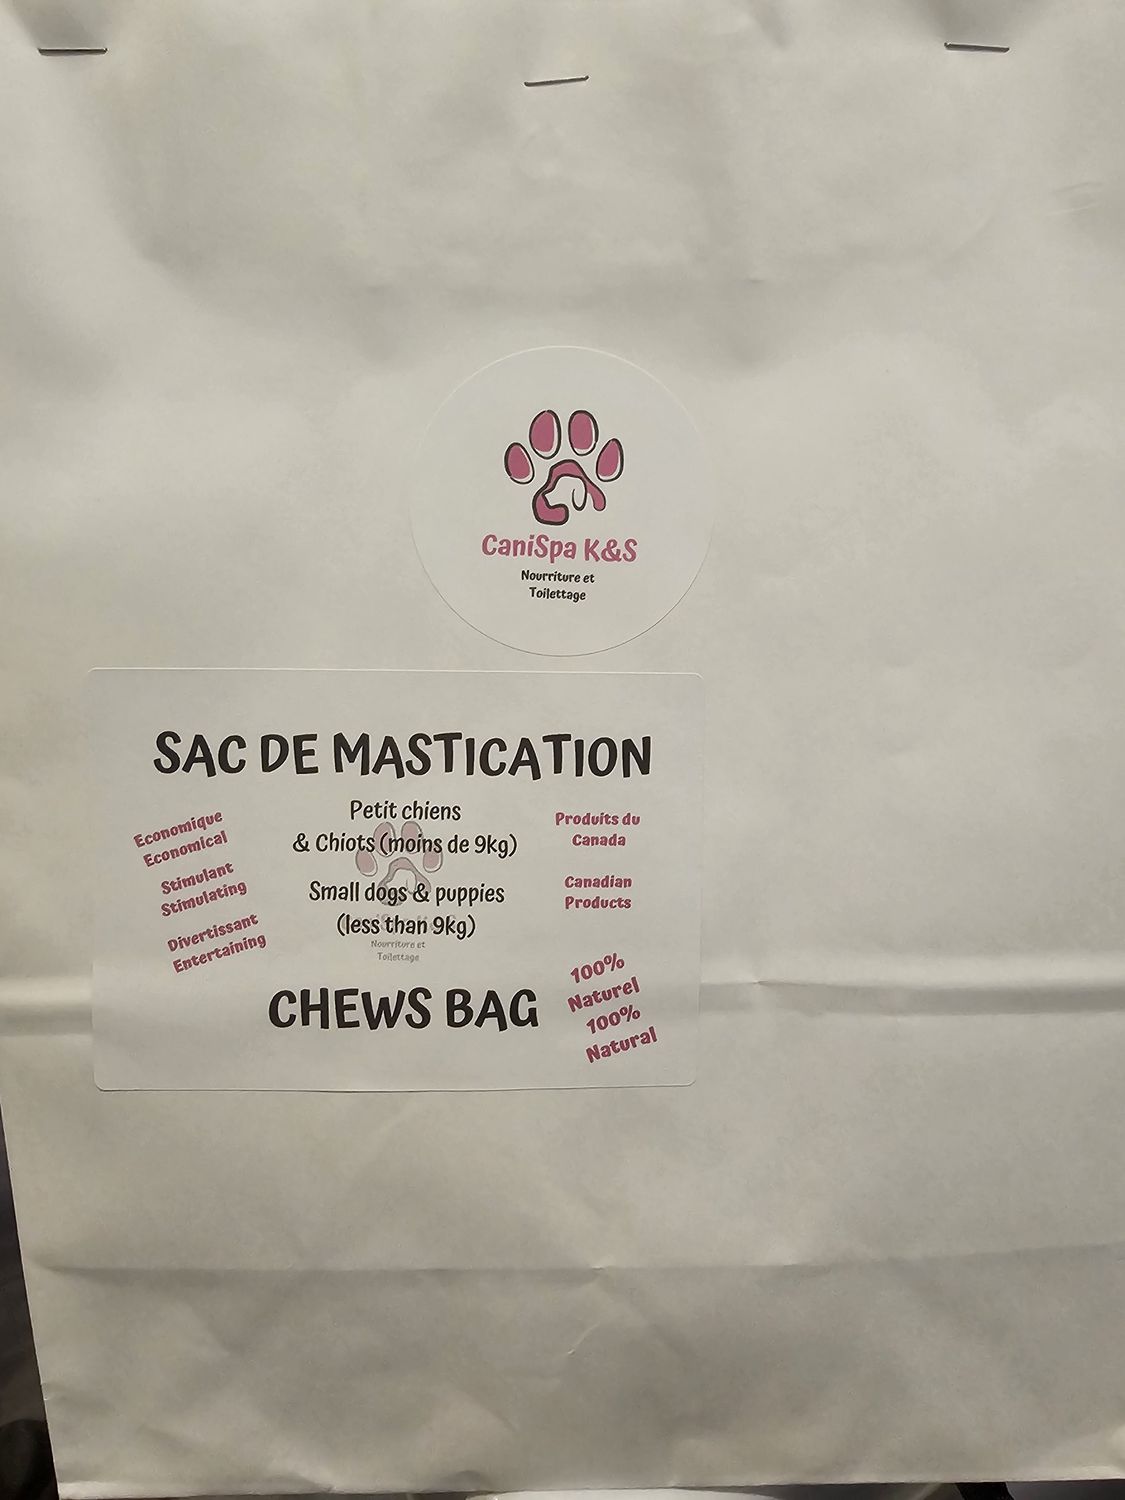 CaniSpa K&S
Nourriture et
Toilettage
SAC DE MASTICATION
Petit chiens
& Chiots (moins de 9kg)
Small dogs & puppies
(less than 9kg)
Nourriture et
Toilettage
CHEWS BAG
Economique
Economical
Stimulant
Stimulating
Divertissant
Entertaining
Produits du
Canada
Canadian
Products
100%
Naturel
100%
Natural